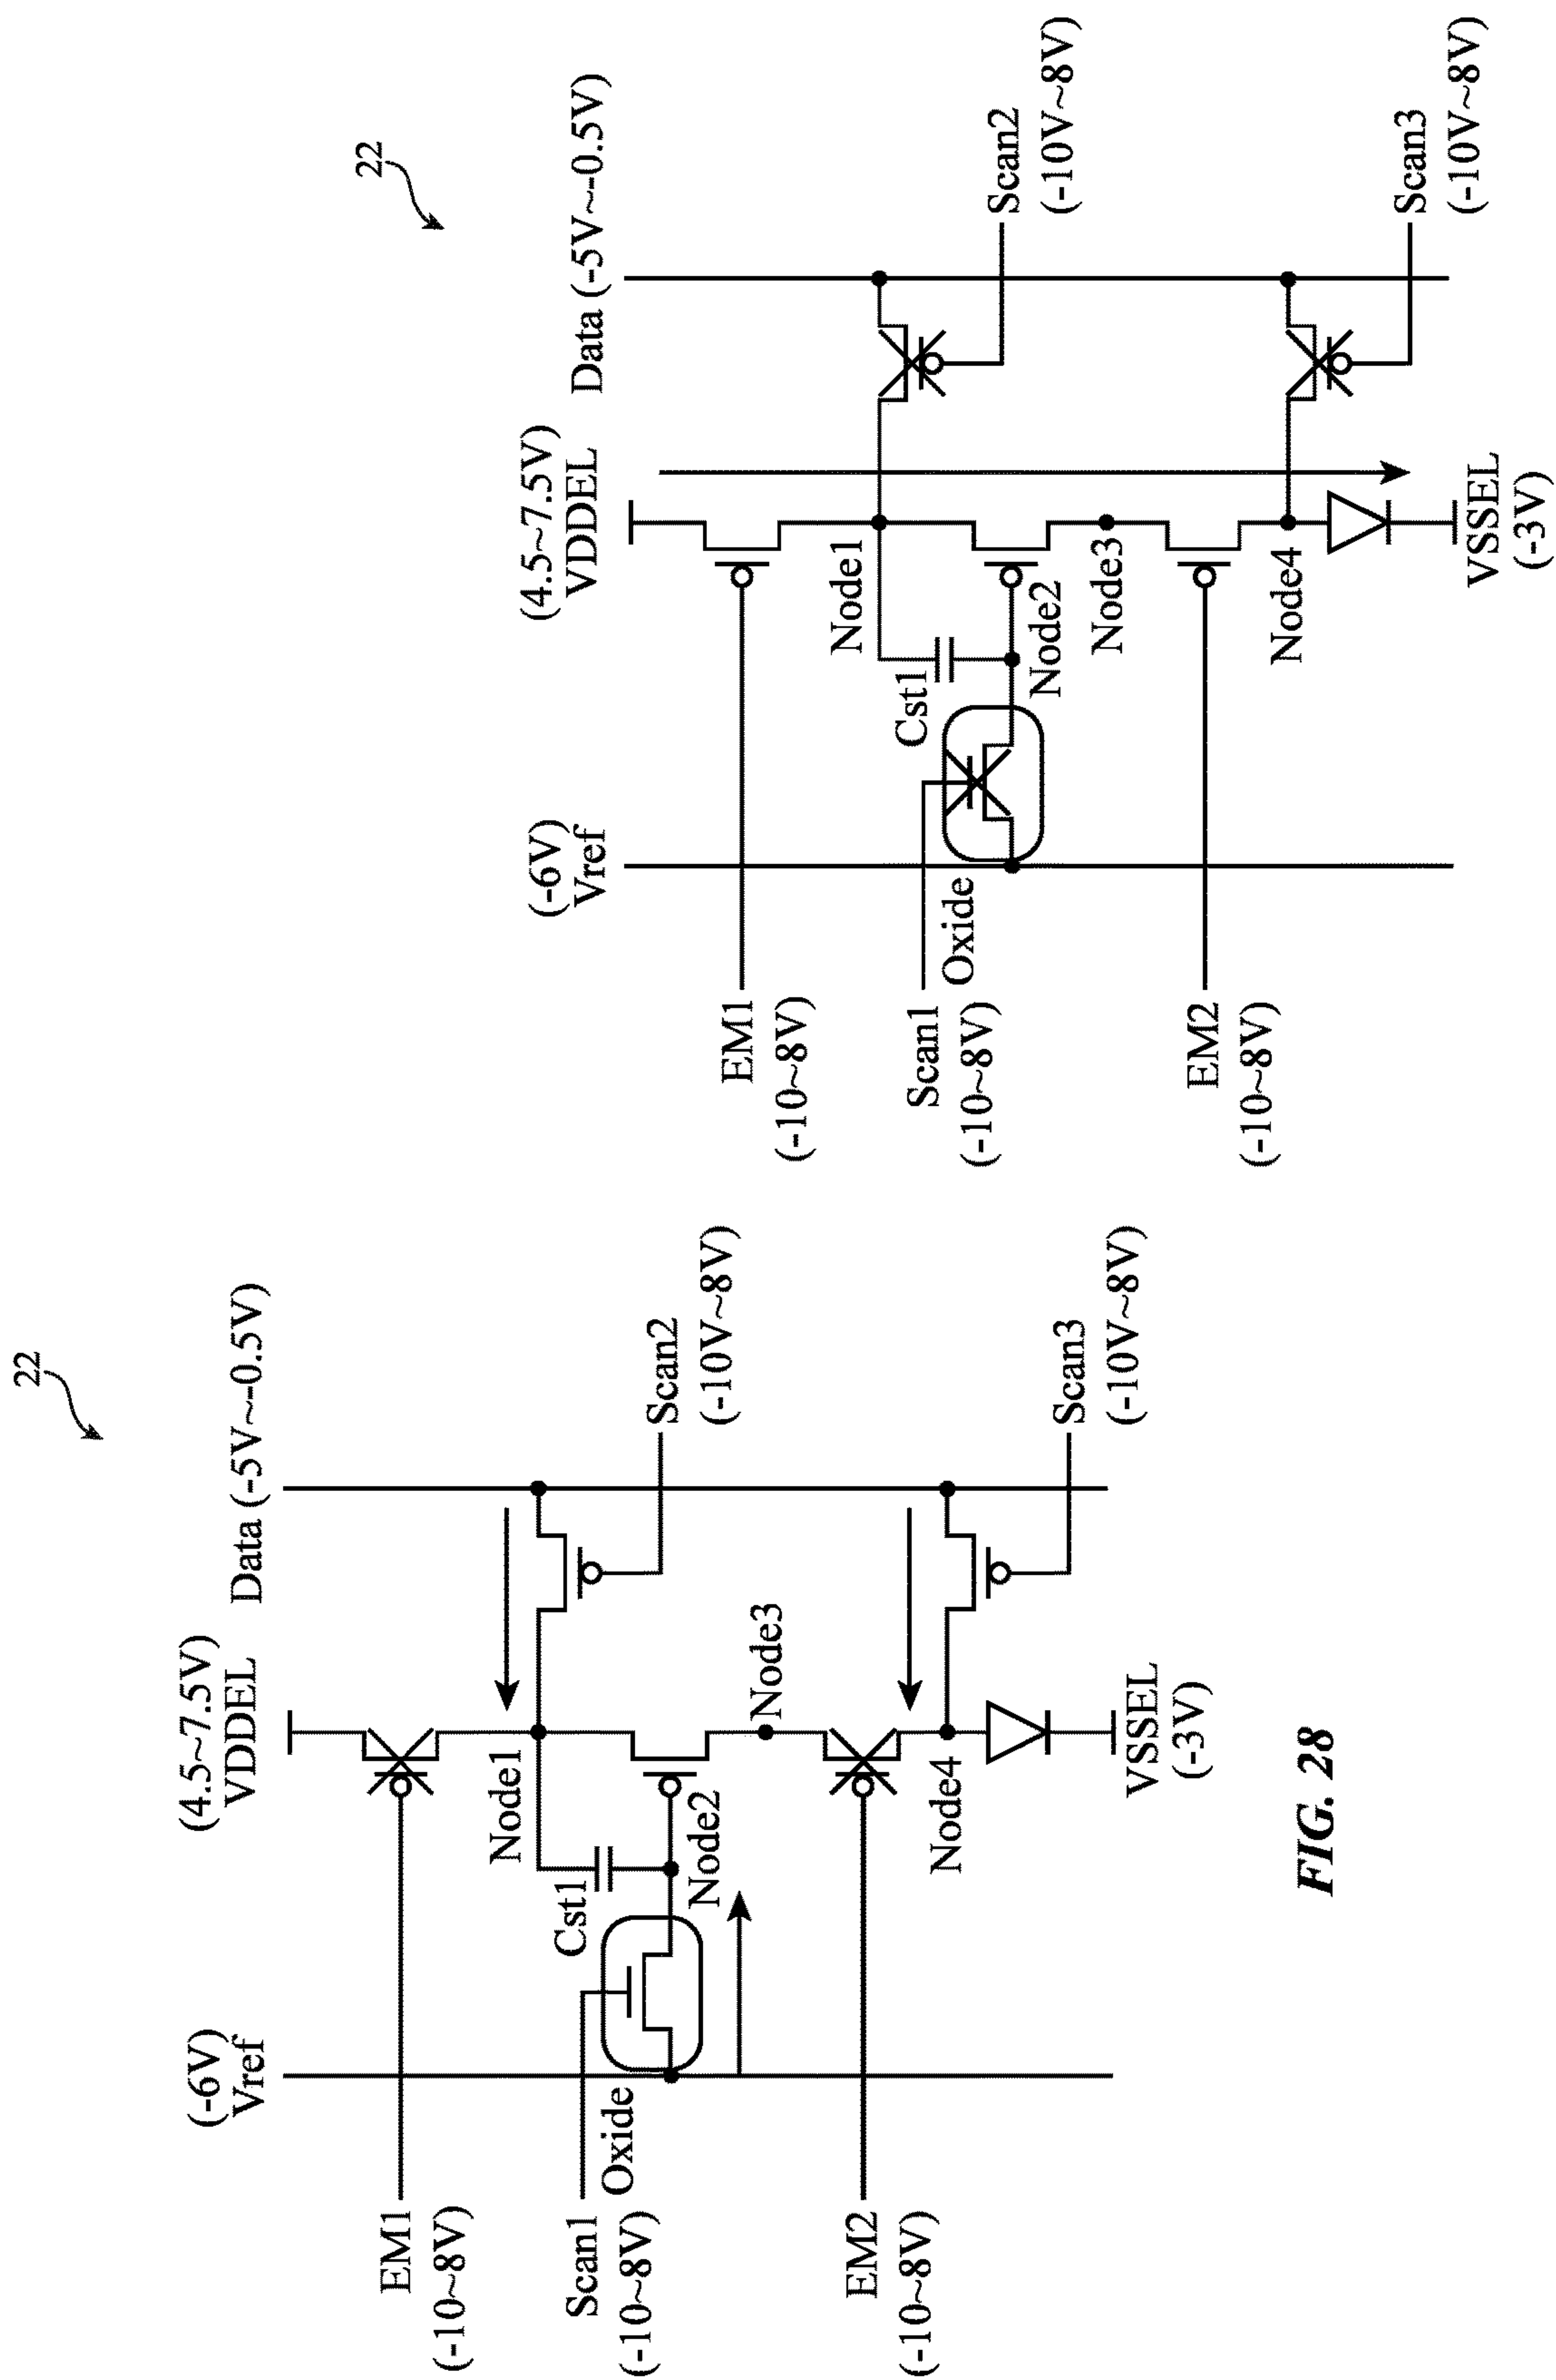 22
(-6V)
Vref
(4.5~7.5V)
VDDEL
Data (-5V~-0.5V)
EM1
(-10~8V)
Node1
Scan2
(-10V~8V)
Cst1
Scan1
(-10~8V)
Oxide
Node2
Node3
EM2
(-10~8V)
Node4
Scan3
(-10V~8V)
VSSEL
(-3V)
22
(-6V)
Vref
(4.5~7.5V)
VDDEL
Data (-5V~-0.5V)
EM1
(-10~8V)
Node1
Scan2
(-10V~8V)
Cst1
Scan1
(-10~8V)
Oxide
Node2
Node3
EM2
(-10~8V)
Node4
Scan3
(-10V~8V)
VSSEL
(-3V)
FIG. 28